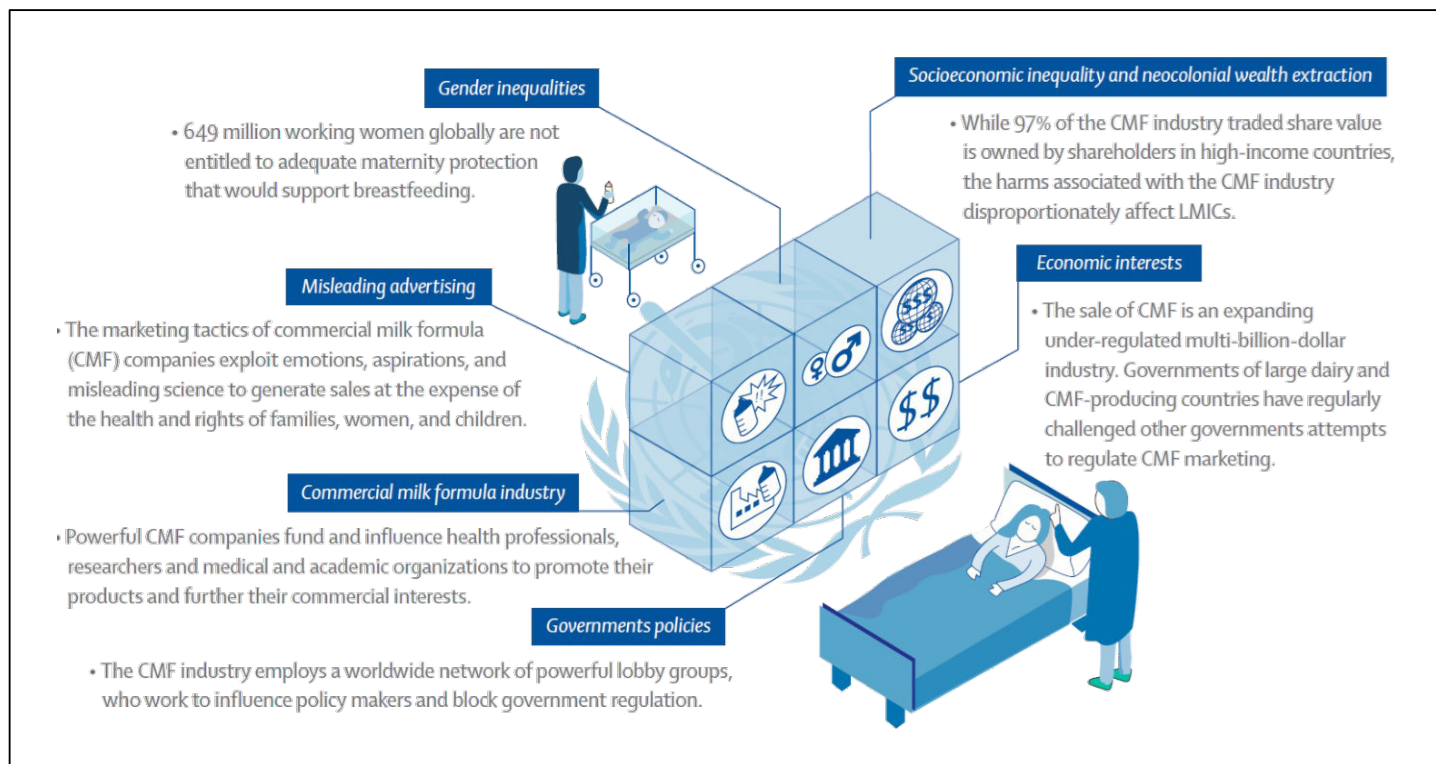 Gender inequalities
• 649 million working women globally are not
entitled to adequate maternity protection
that would support breastfeeding.
Socioeconomic inequality and neocolonial wealth extraction
• While 97% of the CMF industry traded share value
is owned by shareholders in high-income countries,
the harms associated with the CMF industry
disproportionately affect LMICs.
Misleading advertising
• The marketing tactics of commercial milk formula
(CMF) companies exploit emotions, aspirations, and
misleading science to generate sales at the expense of
the health and rights of families, women, and children.
Economic interests
• The sale of CMF is an expanding
under-regulated multi-billion-dollar
industry. Governments of large dairy and
CMF-producing countries have regularly
challenged other governments attempts
to regulate CMF marketing.
$$$
$$$
$$$
$$
Commercial milk formula industry
• Powerful CMF companies fund and influence health professionals,
researchers and medical and academic organizations to promote their
products and further their commercial interests.
Governments policies
• The CMF industry employs a worldwide network of powerful lobby groups,
who work to influence policy makers and block government regulation.